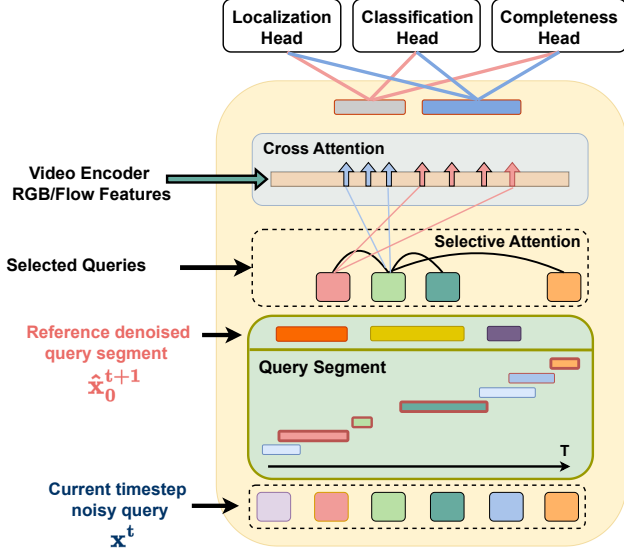 Localization
Head
Classification
Head
Completeness
Head
Cross Attention
Video Encoder
RGB/Flow Features
Selective Attention
Selected Queries
Reference denoised
query segment
x̂₀ᵗ⁺¹
Query Segment
T
Current timestep
noisy query
xᵗ